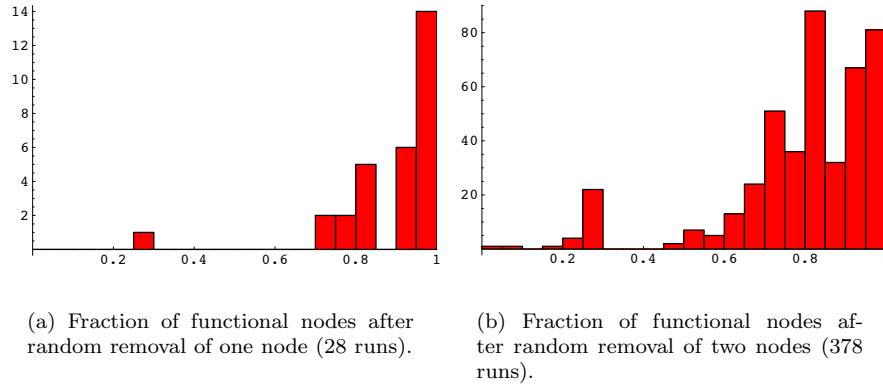 14
12
10
8
6
4
2
0.2 0.4 0.6 0.8 1
80
60
40
20
0.2 0.4 0.6 0.8
(a) Fraction of functional nodes after
random removal of one node (28 runs).
(b) Fraction of functional nodes af-
ter random removal of two nodes (378
runs).